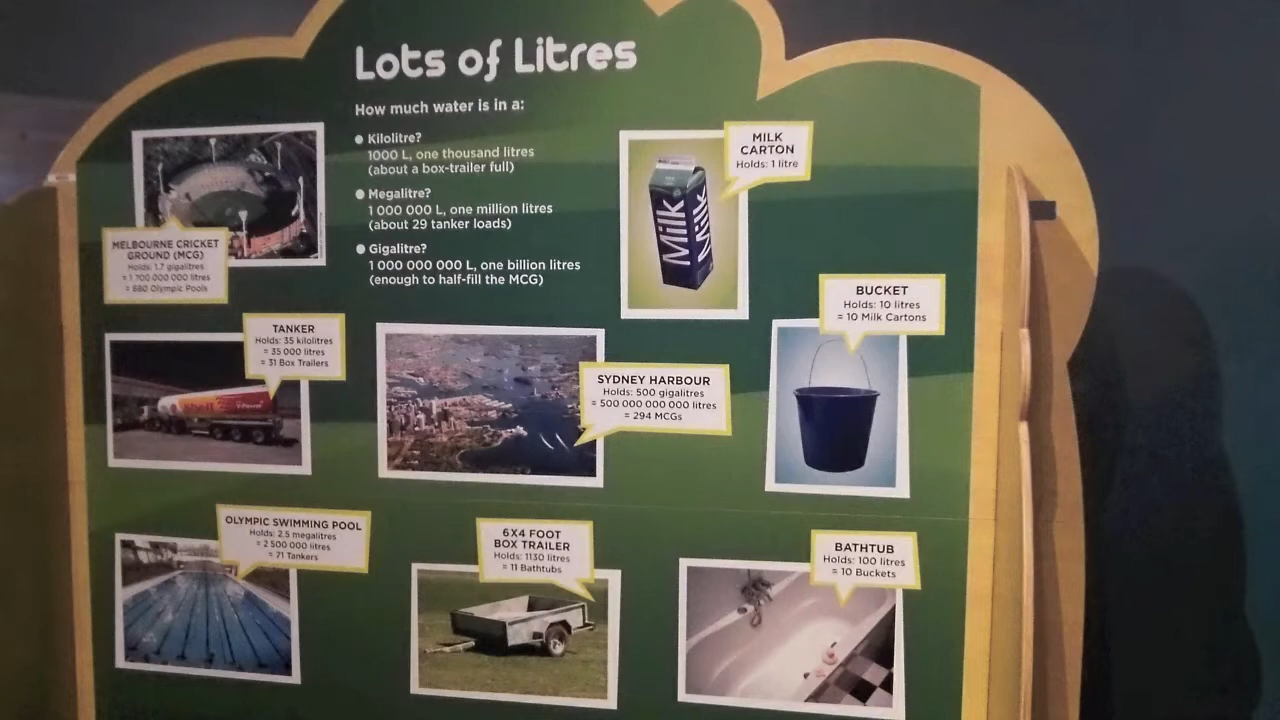 Lots of Litres
How much water is in a:
Kilolitre?
1000 L, one thousand litres
(about a box-trailer full)
Megalitre?
1 000 000 L, one million litres
(about 29 tanker loads)
Gigalitre?
1 000 000 000 L, one billion litres
(enough to half-fill the MCG)
MILK
CARTON
Holds: 1 litre
Milk
Milk
MELBOURNE CRICKET
GROUND (MCG)
Holds: 1.7 gigalitres
= 1 700 000 000 litres
= 680 Olympic Pools
BUCKET
Holds: 10 litres
= 10 Milk Cartons
TANKER
Holds: 35 kilolitres
= 35 000 litres
= 31 Box Trailers
Shell
V-Power
SYDNEY HARBOUR
Holds: 500 gigalitres
= 500 000 000 000 litres
= 294 MCGs
OLYMPIC SWIMMING POOL
Holds: 2.5 megalitres
= 2 500 000 litres
= 71 Tankers
6X4 FOOT
BOX TRAILER
Holds: 1130 litres
= 11 Bathtubs
BATHTUB
Holds: 100 litres
= 10 Buckets